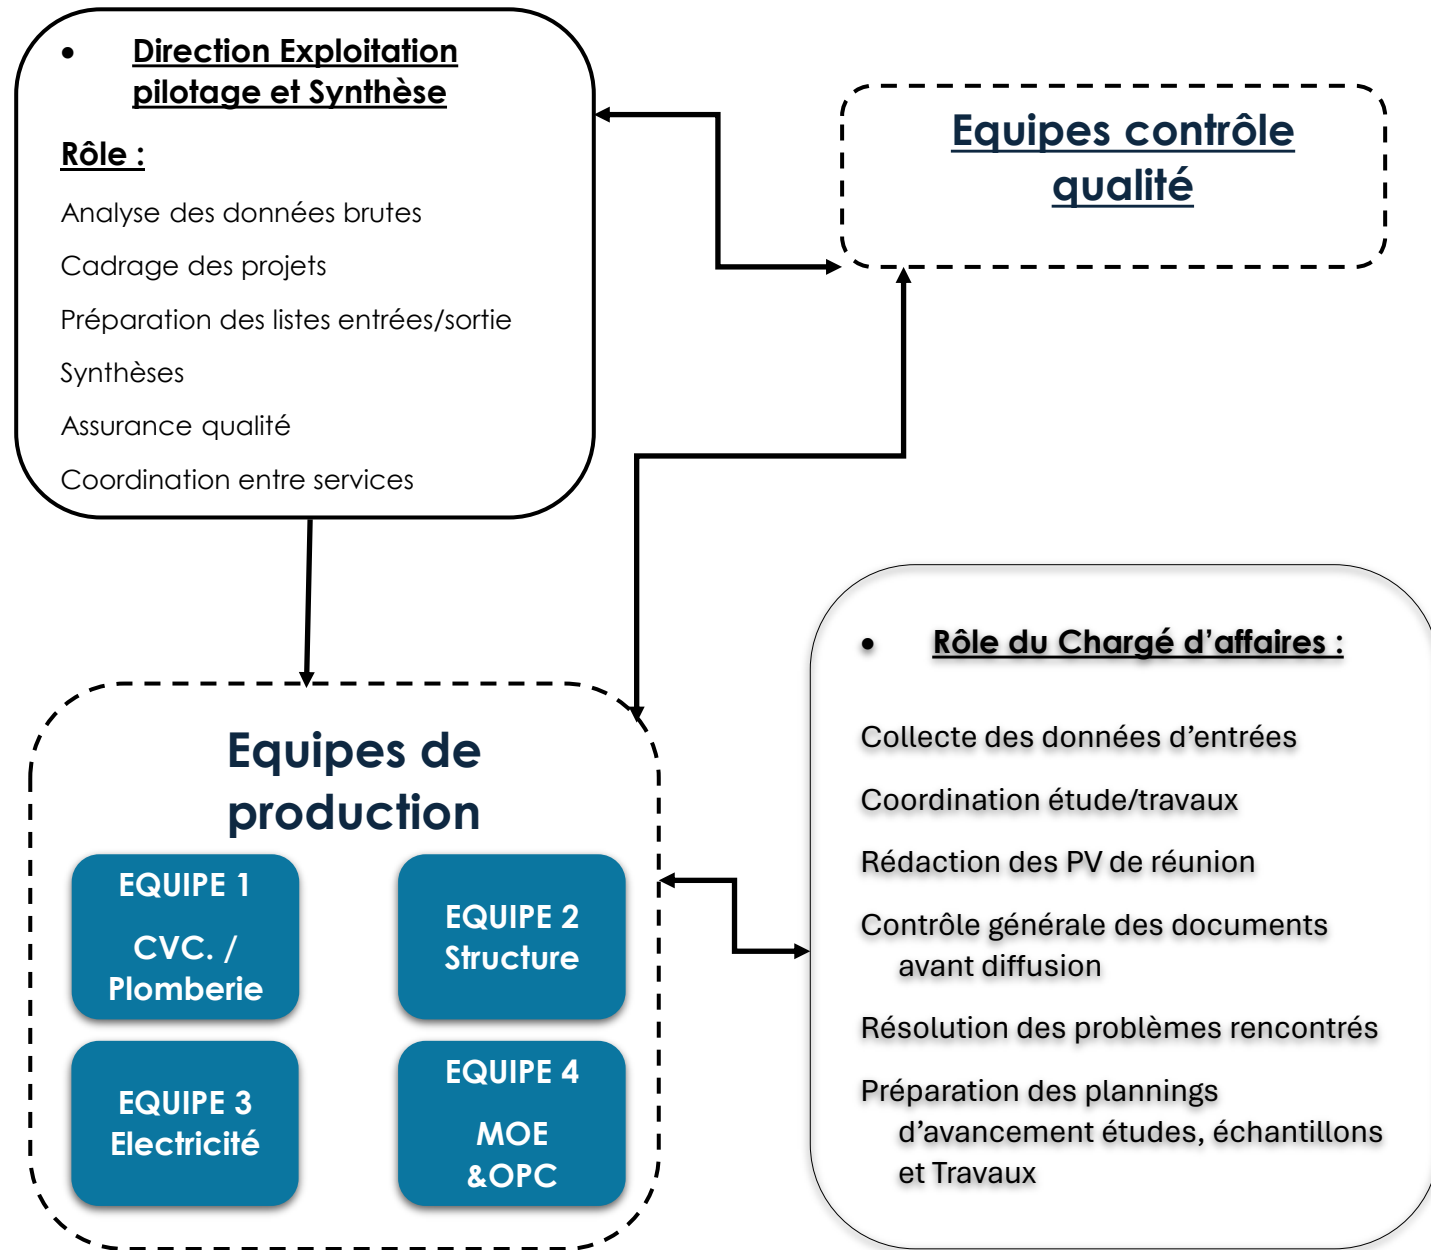 • Direction Exploitation
pilotage et Synthèse
Rôle :
Analyse des données brutes
Cadrage des projets
Préparation des listes entrées/sortie
Synthèses
Assurance qualité
Coordination entre services
Equipes contrôle
qualité
Equipes de
production
EQUIPE 1
CVC. /
Plomberie
EQUIPE 2
Structure
EQUIPE 3
Electricité
EQUIPE 4
MOE
&OPC
• Rôle du Chargé d’affaires :
Collecte des données d’entrées
Coordination étude/travaux
Rédaction des PV de réunion
Contrôle générale des documents
avant diffusion
Résolution des problèmes rencontrés
Préparation des plannings
d’avancement études, échantillons
et Travaux